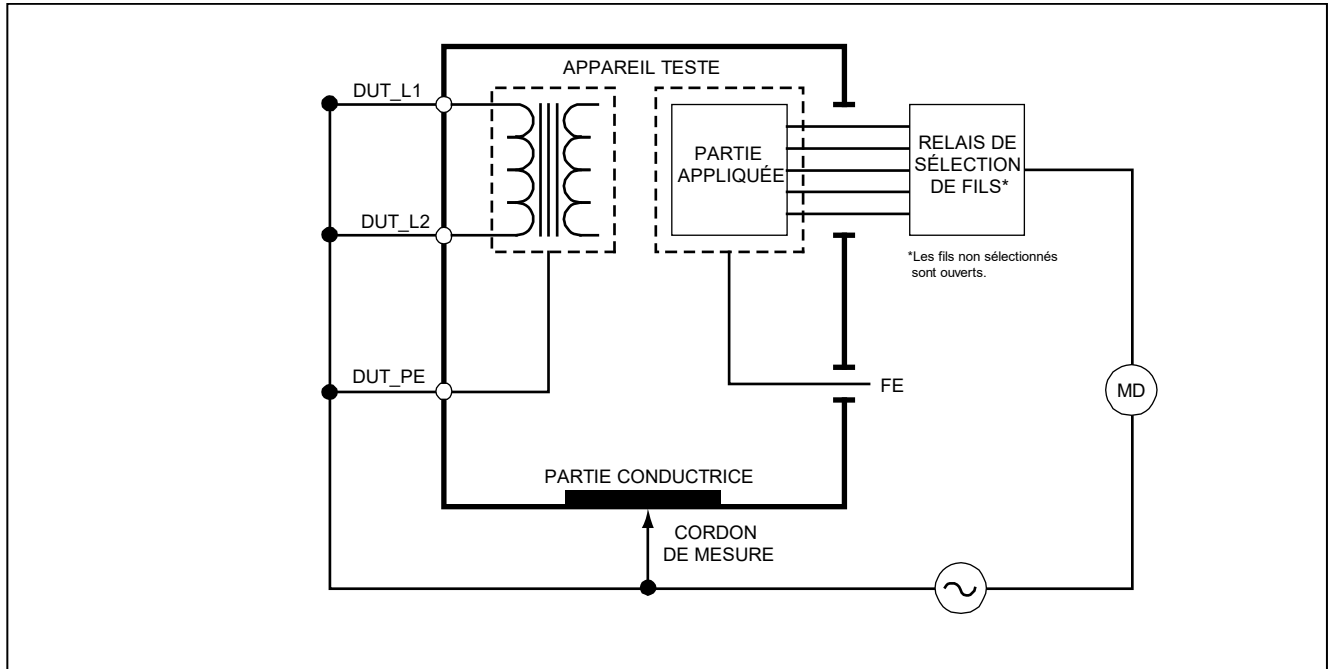 APPAREIL TESTE
DUT_L1
PARTIE
APPLIQUÉE
RELAIS DE
SÉLECTION
DE FILS*
DUT_L2
*Les fils non sélectionnés
sont ouverts.
DUT_PE
FE
MD
PARTIE CONDUCTRICE
CORDON
DE MESURE